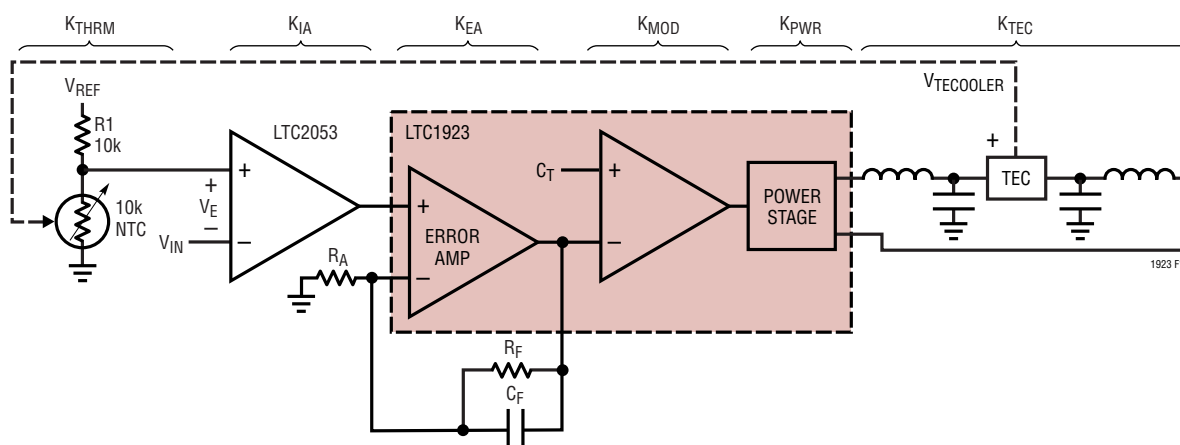 KTHRM KIA KEA KMOD KPWR KTEC
VREF
VTECOOLER
R1
10k
LTC2053
LTC1923
+
+
CT
+
+
VE
−
10k
NTC
VIN
−
+
ERROR
AMP
−
−
POWER
STAGE
TEC
RA
1923 F
RF
CF